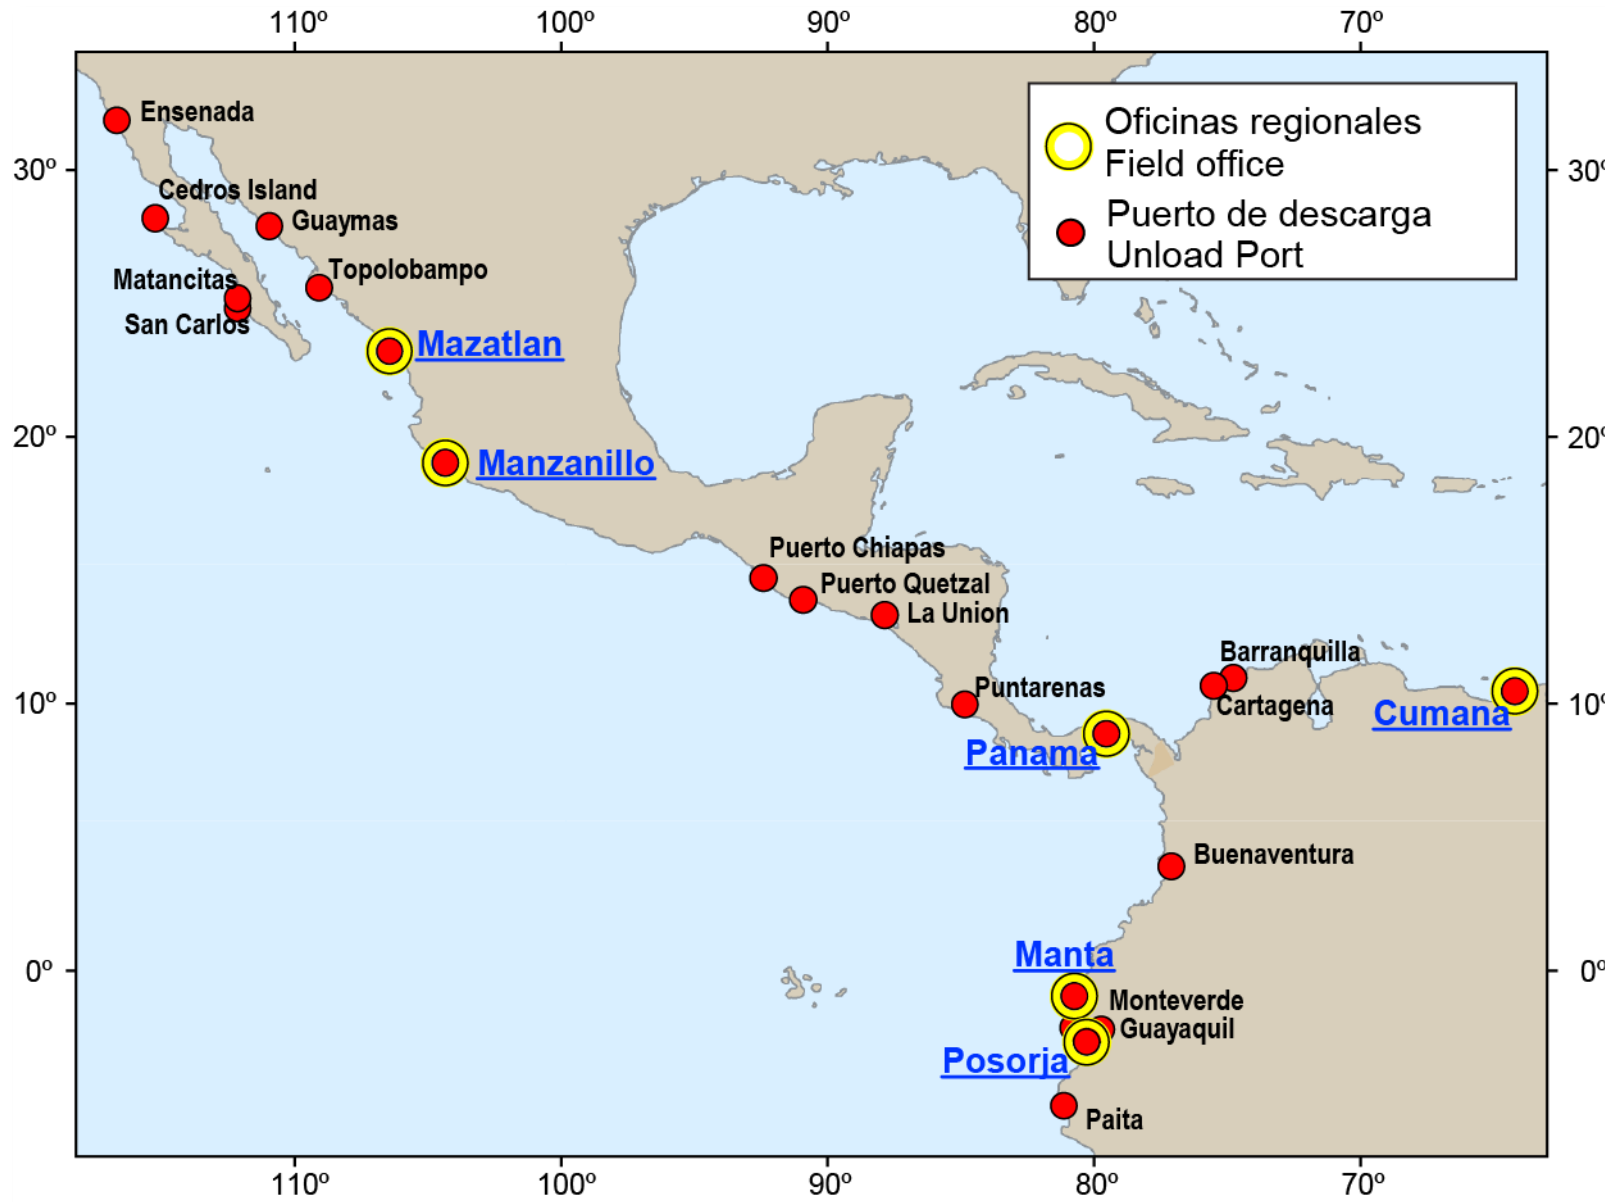 110º 100º 90º 80º 70º
Ensenada
Oficinas regionales
Field office
30º
30º
Cedros Island
Puerto de descarga
Guaymas
Unload Port
Topolobampo
Matancitas
San Carlos
Mazatlan
20º
20º
Manzanillo
Puerto Chiapas
Puerto Quetzal
La Union
Barranquilla
Puntarenas
10º
10º
Cartagena
Cumana
Panama
Buenaventura
Manta
0º
0º
Monteverde
Guayaquil
Posorja
Paita
110º 100º 90º 80º 70º